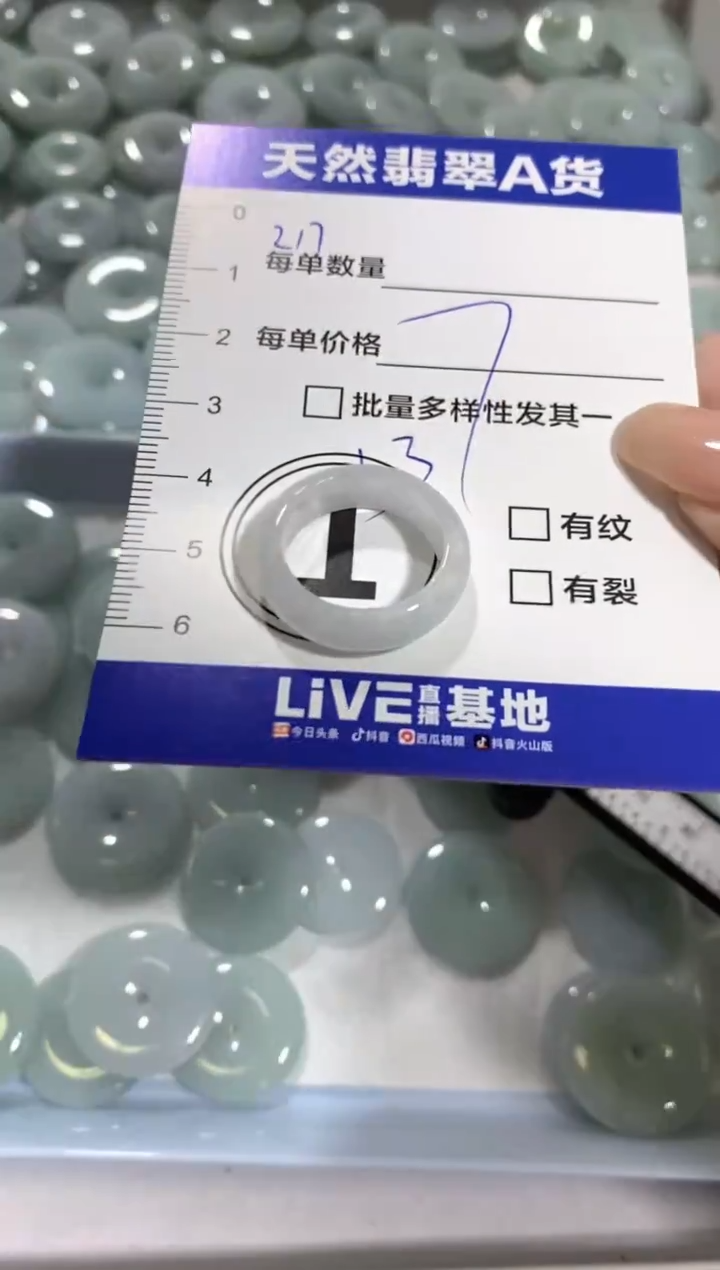 天然翡翠A货
0
217
1
每单数量
2
每单价格
7
3
批量多样性发其一
13
4
5
有纹
有裂
6
LiVE直播基地
今日头条 抖音 西瓜视频 抖音火山版